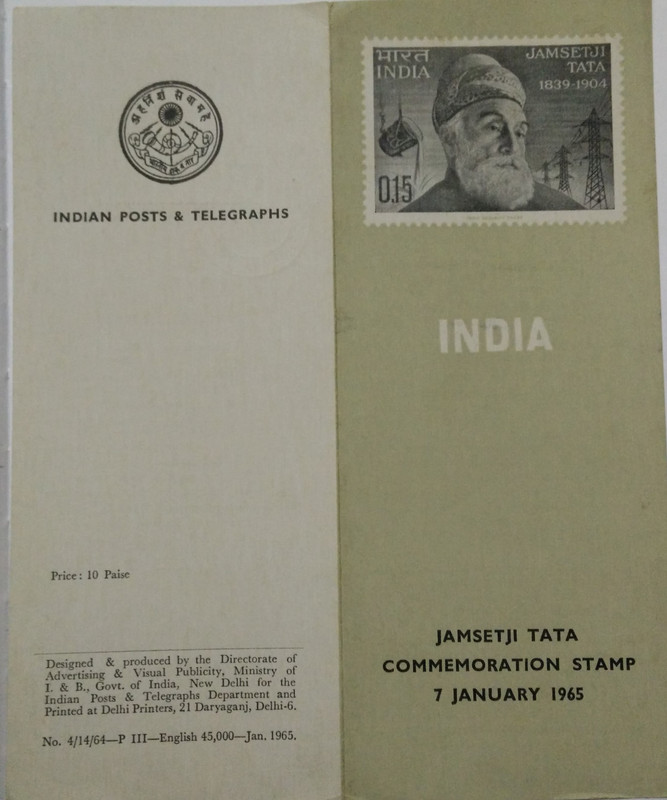 अहर्निशं सेवामहे
INDIAN POSTS & TELEGRAPHS
Price: 10 Paise
Designed & produced by the Directorate of
Advertising & Visual Publicity, Ministry of
I. & B., Govt. of India, New Delhi for the
Indian Posts & Telegraphs Department and
Printed at Delhi Printers, 21 Daryaganj, Delhi-6.
No. 4/14/64—P III—English 45,000—Jan. 1965.
भारत
INDIA
JAMSETJI
TATA
1839-1904
0.15
INDIA
JAMSETJI TATA
COMMEMORATION STAMP
7 JANUARY 1965